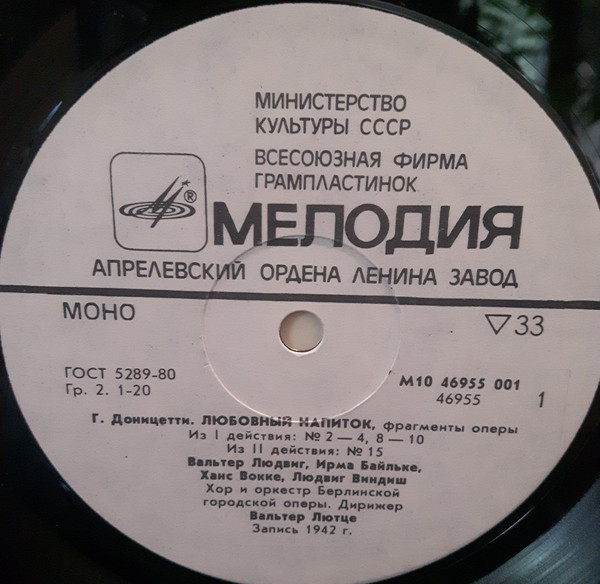 МИНИСТЕРСТВО
КУЛЬТУРЫ СССР
ВСЕСОЮЗНАЯ ФИРМА
ГРАМПЛАСТИНОК
®
МЕЛОДИЯ
АПРЕЛЕВСКИЙ ОРДЕНА ЛЕНИНА ЗАВОД
МОНО
▽33
ГОСТ 5289-80
Гр. 2. 1-20
М10 46955 001
46955
1
Г. Доницетти. ЛЮБОВНЫЙ НАПИТОК, фрагменты оперы
Из I действия: № 2 — 4, 8 — 10
Из II действия: № 15
Вальтер Людвиг, Ирма Байльке,
Ханс Вокке, Людвиг Виндиш
Хор и оркестр Берлинской
городской оперы. Дирижер
Вальтер Лютце
Запись 1942 г.